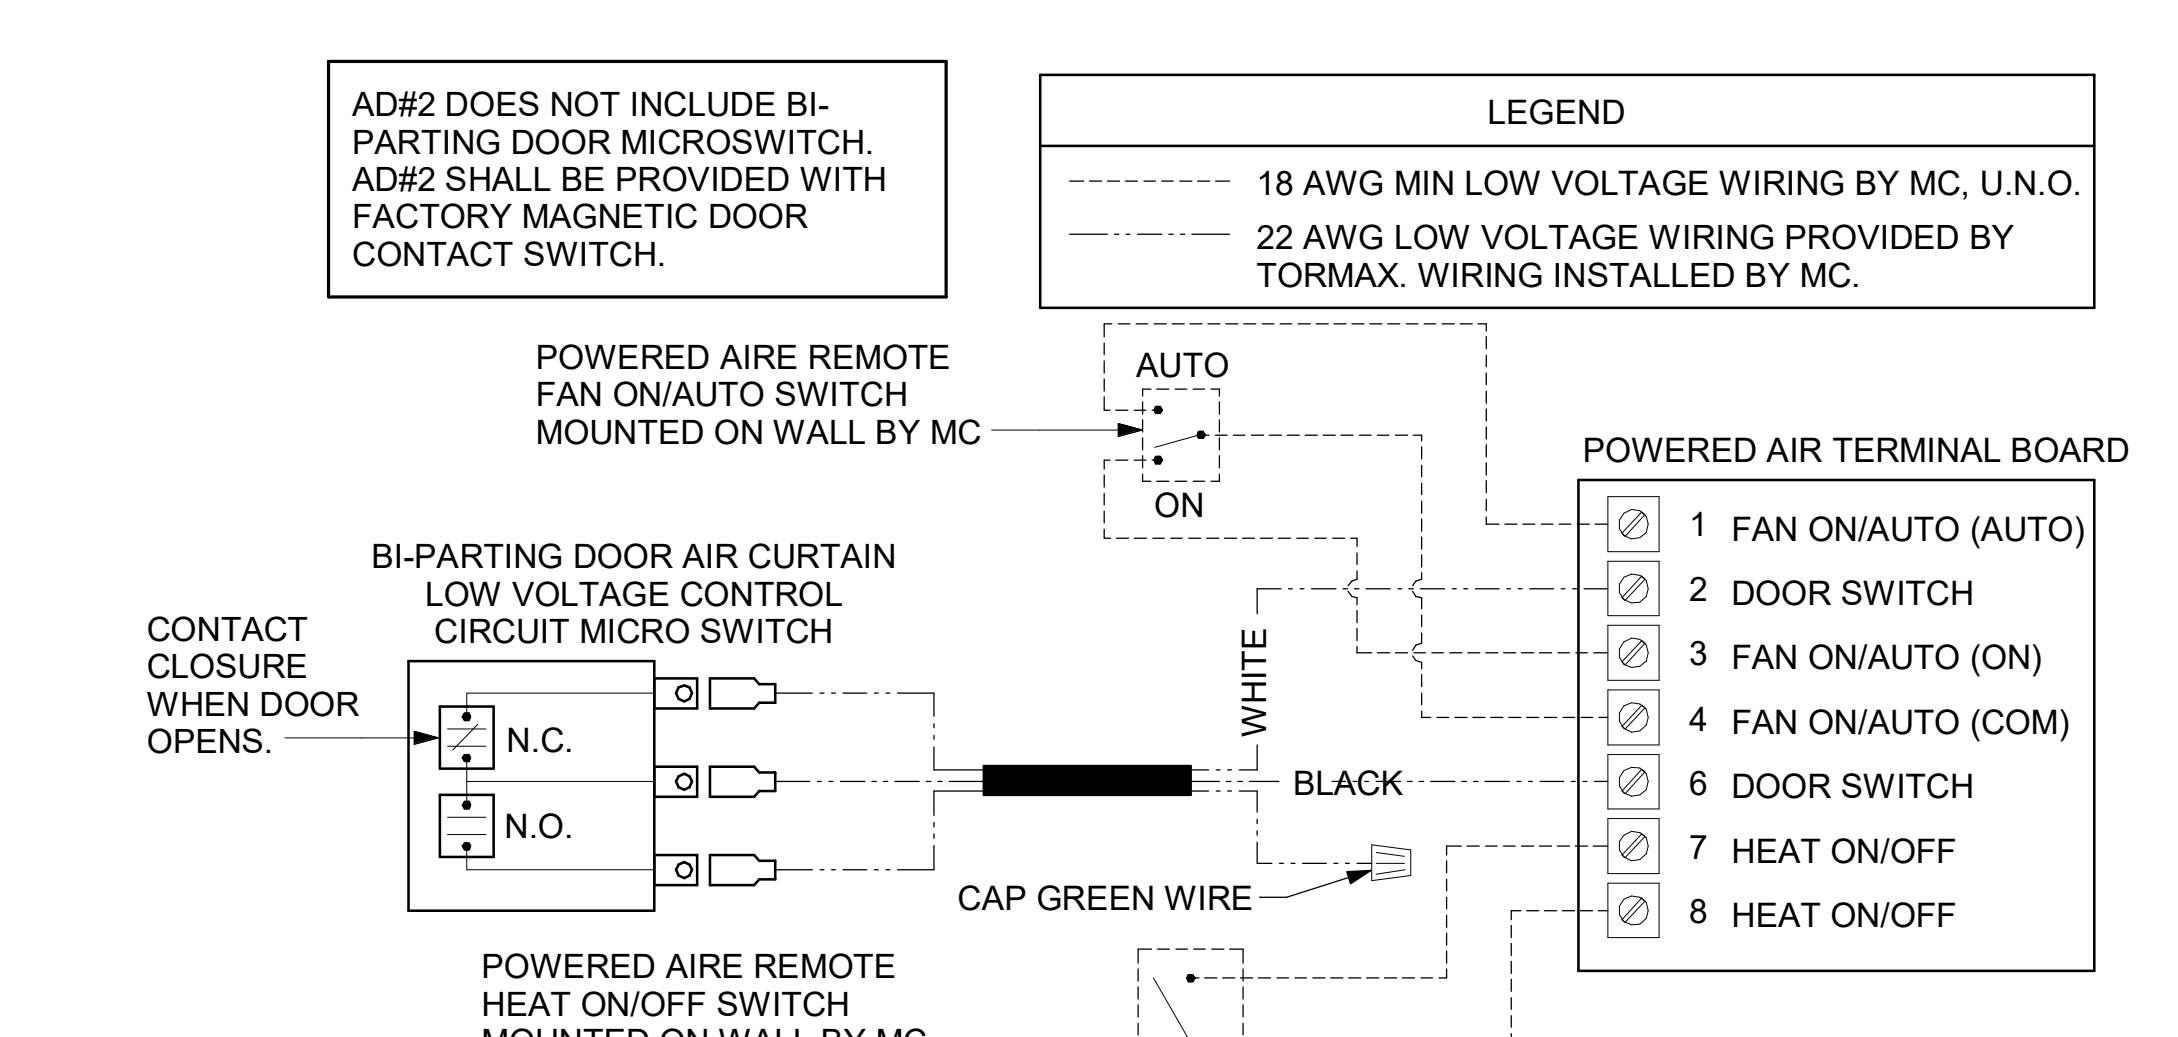 AD#2 DOES NOT INCLUDE BI-
PARTING DOOR MICROSWITCH.
AD#2 SHALL BE PROVIDED WITH
FACTORY MAGNETIC DOOR
CONTACT SWITCH.
LEGEND
18 AWG MIN LOW VOLTAGE WIRING BY MC, U.N.O.
22 AWG LOW VOLTAGE WIRING PROVIDED BY
TORMAX. WIRING INSTALLED BY MC.
POWERED AIRE REMOTE
FAN ON/AUTO SWITCH
MOUNTED ON WALL BY MC
AUTO
ON
POWERED AIR TERMINAL BOARD
1 FAN ON/AUTO (AUTO)
2 DOOR SWITCH
3 FAN ON/AUTO (ON)
4 FAN ON/AUTO (COM)
6 DOOR SWITCH
7 HEAT ON/OFF
8 HEAT ON/OFF
BI-PARTING DOOR AIR CURTAIN
LOW VOLTAGE CONTROL
CIRCUIT MICRO SWITCH
CONTACT
CLOSURE
WHEN DOOR
OPENS.
N.C.
N.O.
WHITE
BLACK
CAP GREEN WIRE
POWERED AIRE REMOTE
HEAT ON/OFF SWITCH
MOUNTED ON WALL BY MC